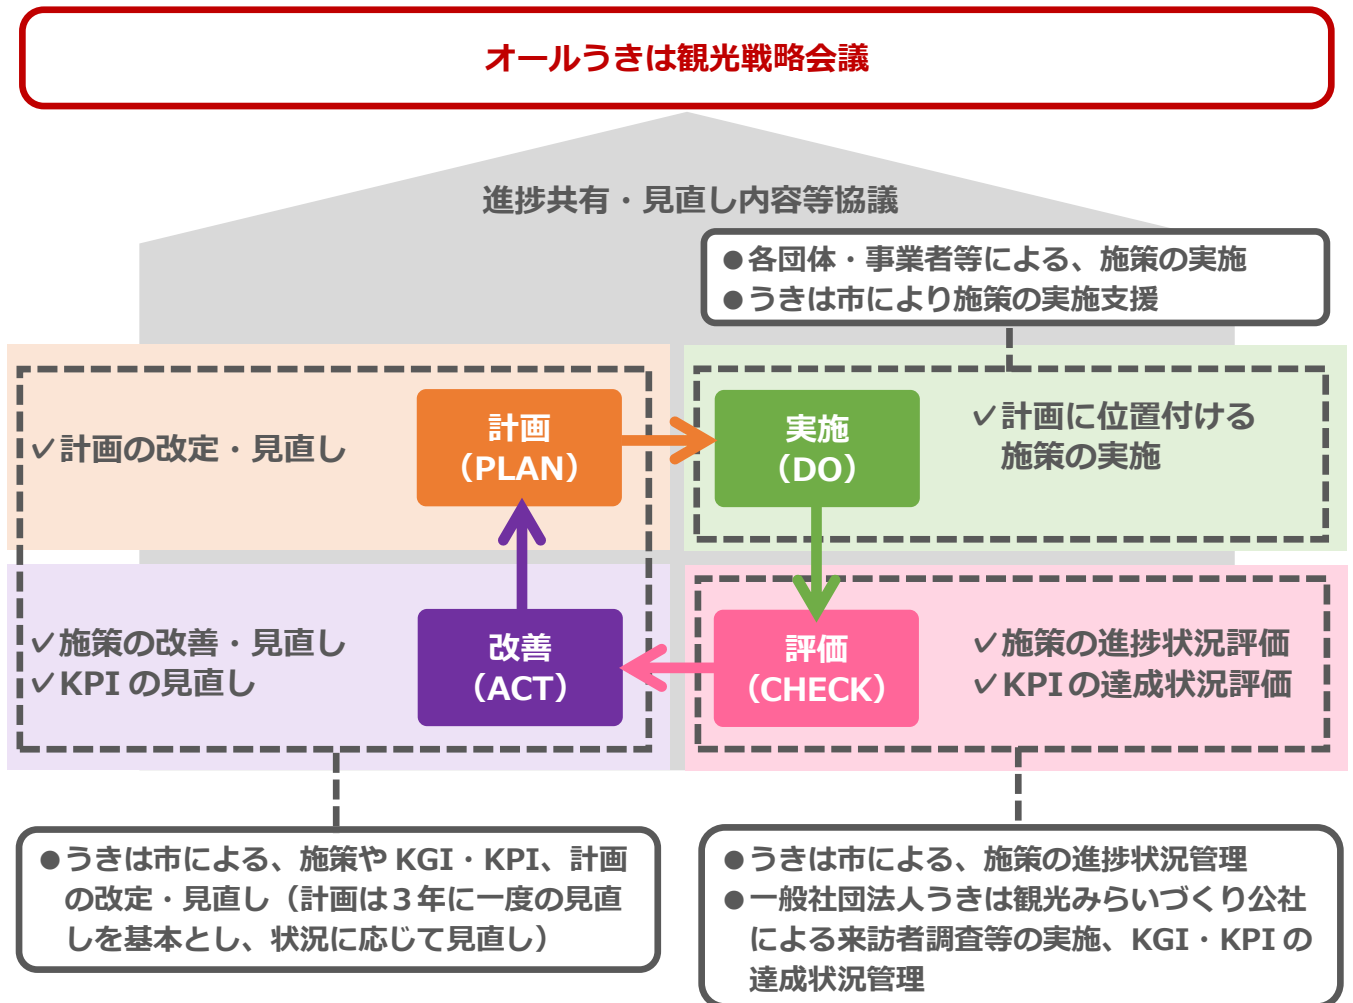 オールうきは観光戦略会議
進捗共有・見直し内容等協議
●各団体・事業者等による、施策の実施
●うきは市により施策の実施支援
✓計画の改定・見直し
計画
（PLAN）
実施
（DO）
✓計画に位置付ける
施策の実施
✓施策の改善・見直し
✓KPI の見直し
改善
（ACT）
評価
（CHECK）
✓施策の進捗状況評価
✓KPIの達成状況評価
●うきは市による、施策や KGI・KPI、計画
の改定・見直し（計画は３年に一度の見直
しを基本とし、状況に応じて見直し）
●うきは市による、施策の進捗状況管理
●一般社団法人うきは観光みらいづくり公社
による来訪者調査等の実施、KGI・KPI の
達成状況管理